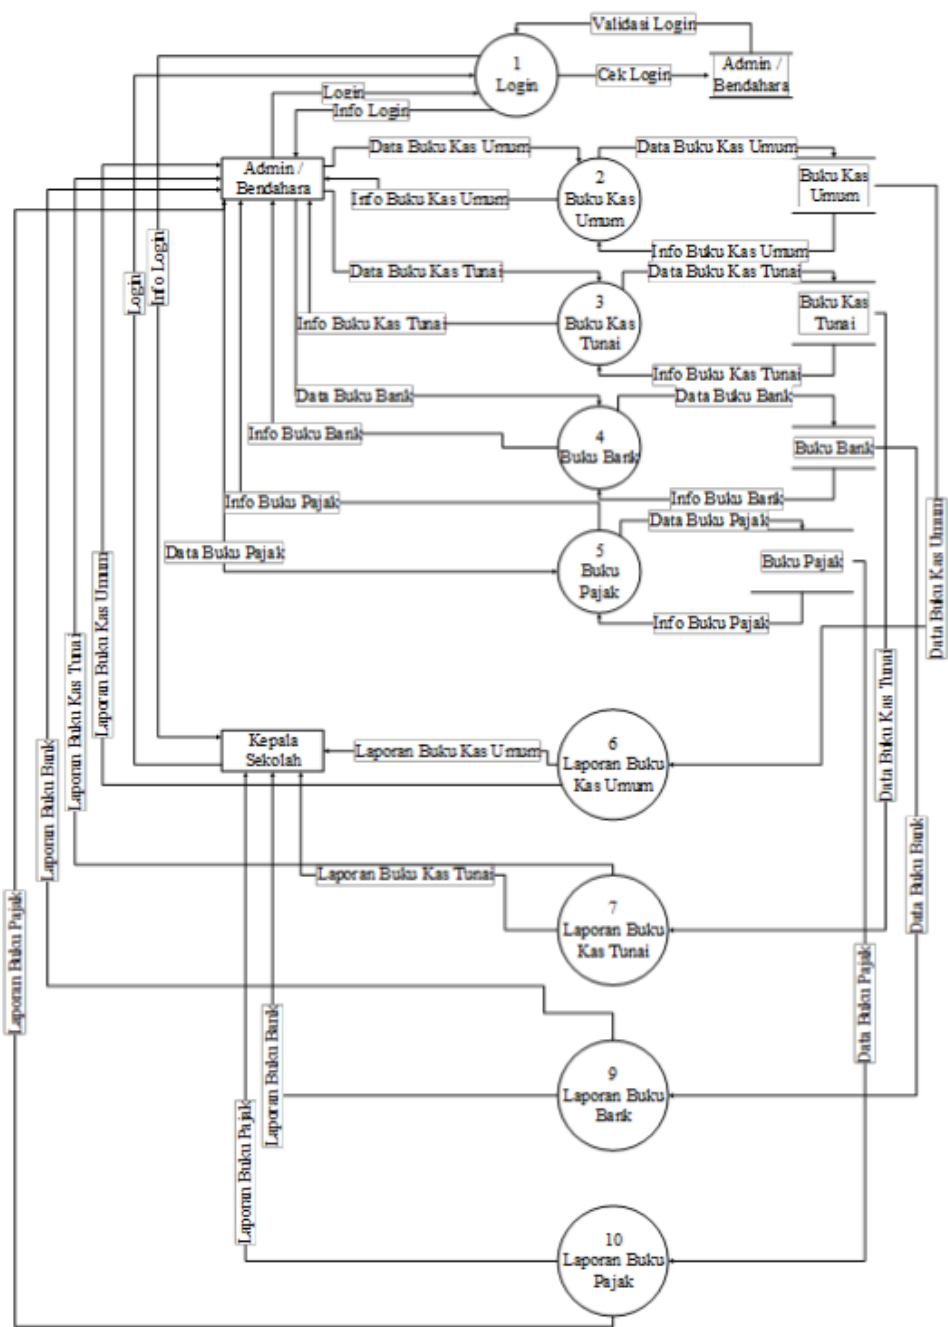 Validasi Login
1
Login
Cek Login
Admin /
Bendahara
Login
Info Login
Admin /
Bendahara
Data Buku Kas Umum
2
Buku Kas
Umum
Data Buku Kas Umum
Buku Kas
Umum
Info Buku Kas Umum
Info Buku Kas Umum
Login
Info Login
Data Buku Kas Tunai
3
Buku Kas
Tunai
Data Buku Kas Tunai
Buku Kas
Tunai
Info Buku Kas Tunai
Info Buku Kas Tunai
Data Buku Bank
4
Buku Bank
Data Buku Bank
Buku Bank
Info Buku Bank
Info Buku Bank
Info Buku Pajak
Data Buku Pajak
5
Buku
Pajak
Data Buku Pajak
Buku Pajak
Info Buku Pajak
Data Buku Kas Umum
Laporan Buku Kas Umum
Laporan Buku Kas Tunai
Laporan Buku Bank
Laporan Buku Pajak
Kepala
Sekolah
Laporan Buku Kas Umum
6
Laporan Buku
Kas Umum
Data Buku Kas Tunai
Laporan Buku Kas Tunai
7
Laporan Buku
Kas Tunai
Data Buku Bank
Data Buku Pajak
Laporan Buku Bank
9
Laporan Buku
Bank
Laporan Buku Pajak
10
Laporan Buku
Pajak